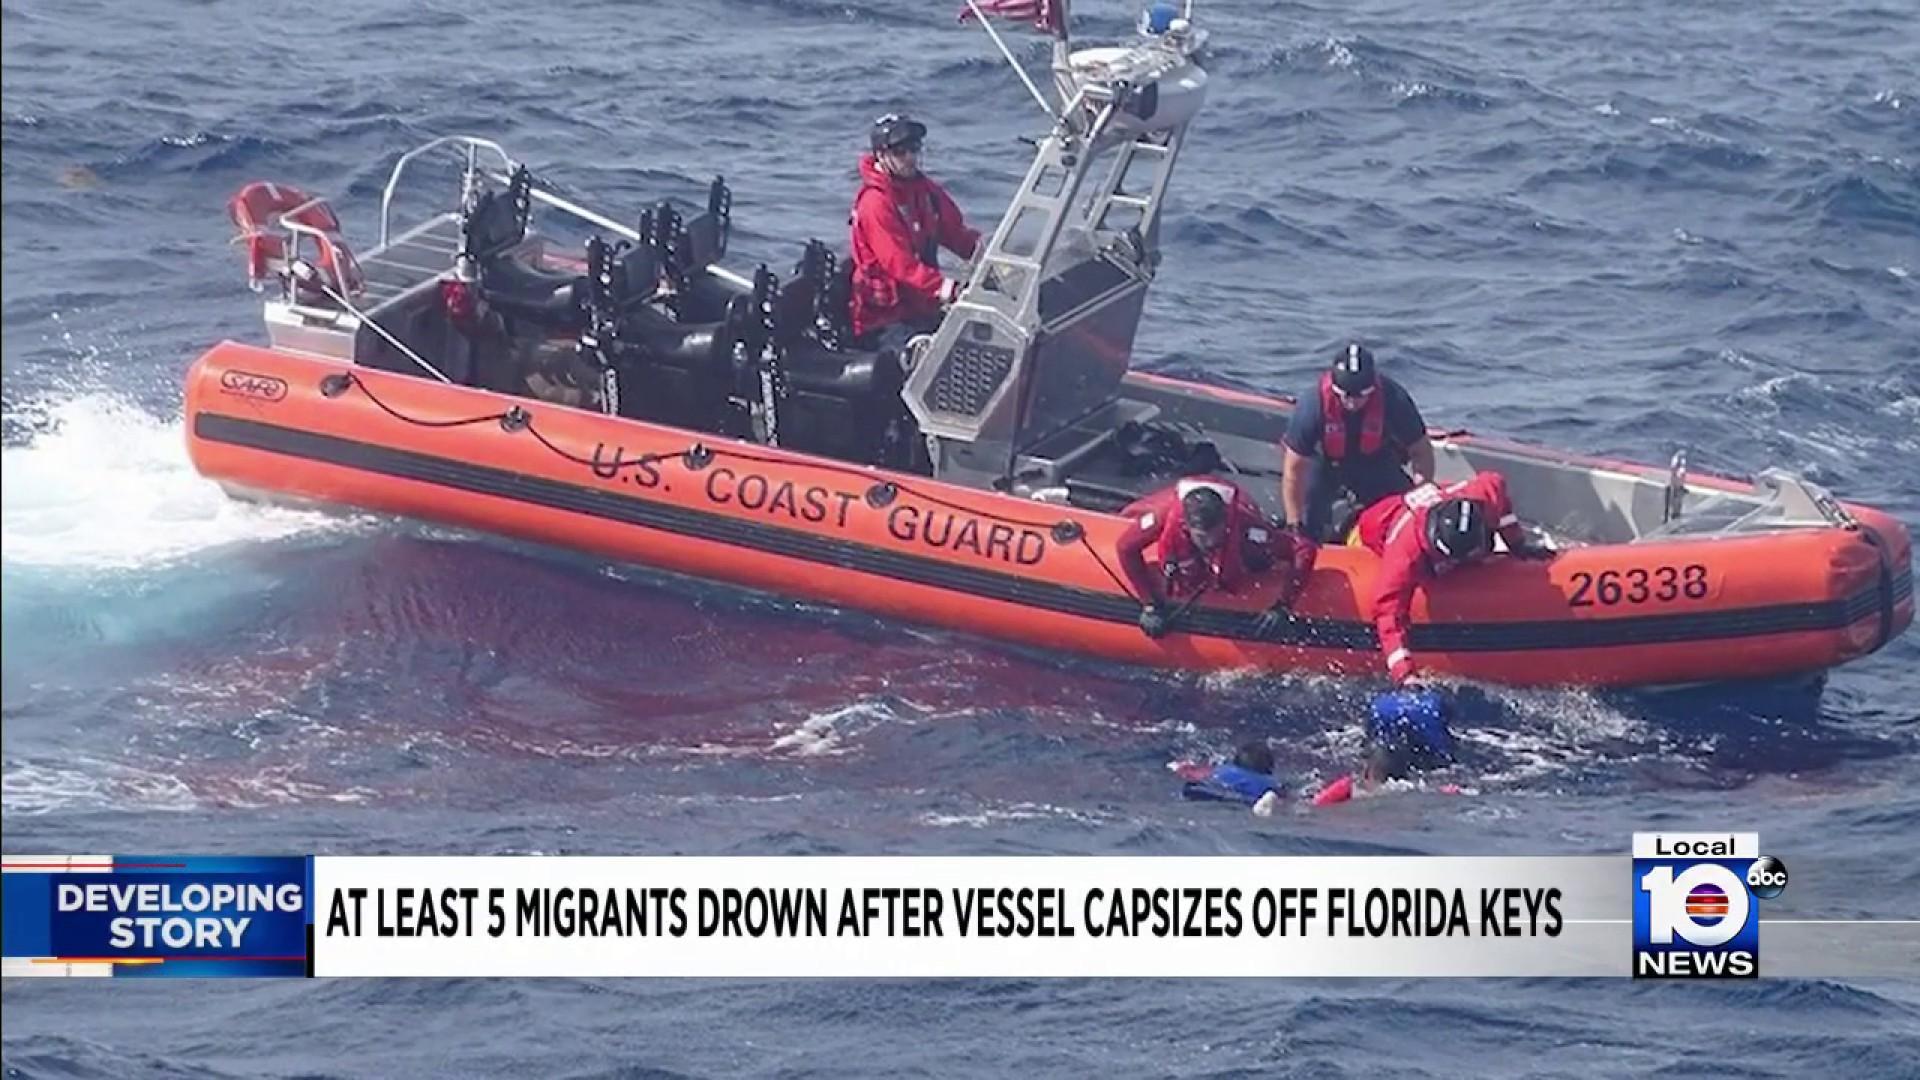 SAFE
U.S. COAST GUARD
26338
DEVELOPING
STORY
AT LEAST 5 MIGRANTS DROWN AFTER VESSEL CAPSIZES OFF FLORIDA KEYS
Local
10
abc
NEWS